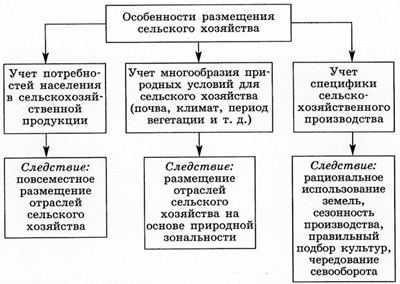 Особенности размещения
сельского хозяйства
Учет потребно-
стей населения
в сельскохозяй-
ственной
продукции
Учет многообразия при-
родных условий для
сельского хозяйства
(почва, климат, период
вегетации и т. д.)
Учет
специфики
сельско-
хозяйственного
производства
Следствие:
повсеместное
размещение
отраслей
сельского
хозяйства
Следствие:
размещение
отраслей
сельского
хозяйства на
основе природной
зональности
Следствие:
рациональное
использование
земель,
сезонность
производства,
правильный
подбор культур,
чередование
севооборота